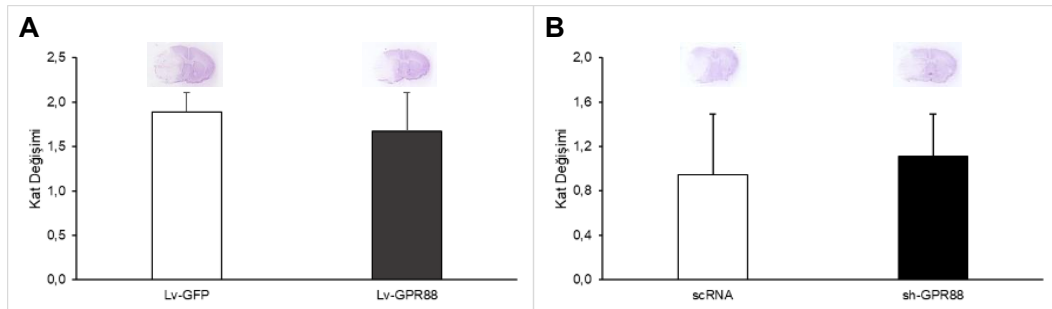 A
Kat Değişimi
2,5
2,0
1,5
1,0
0,5
0,0
Lv-GFP
Lv-GPR88
B
Kat Değişimi
2,0
1,6
1,2
0,8
0,4
0,0
scRNA
sh-GPR88